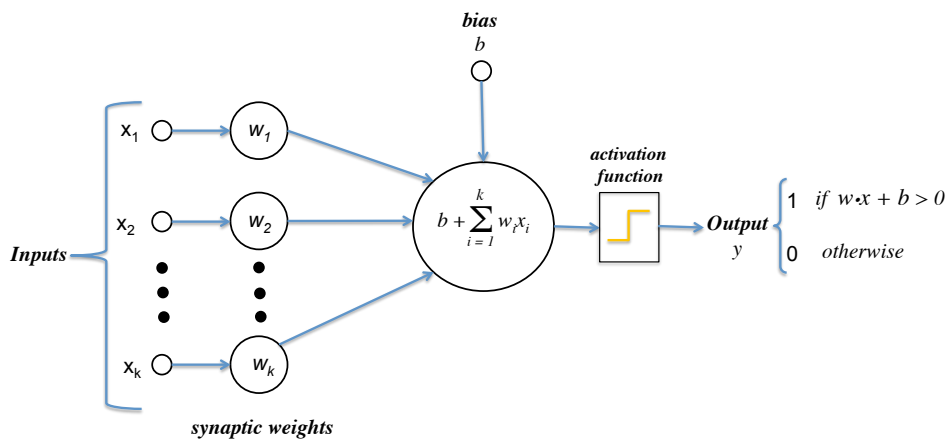 bias
b
Inputs
x₁
w₁
x₂
w₂
xₖ
wₖ
synaptic weights
b + Σ wᵢxᵢ
k
i = 1
activation
function
Output
y
1 if w•x + b > 0
0 otherwise